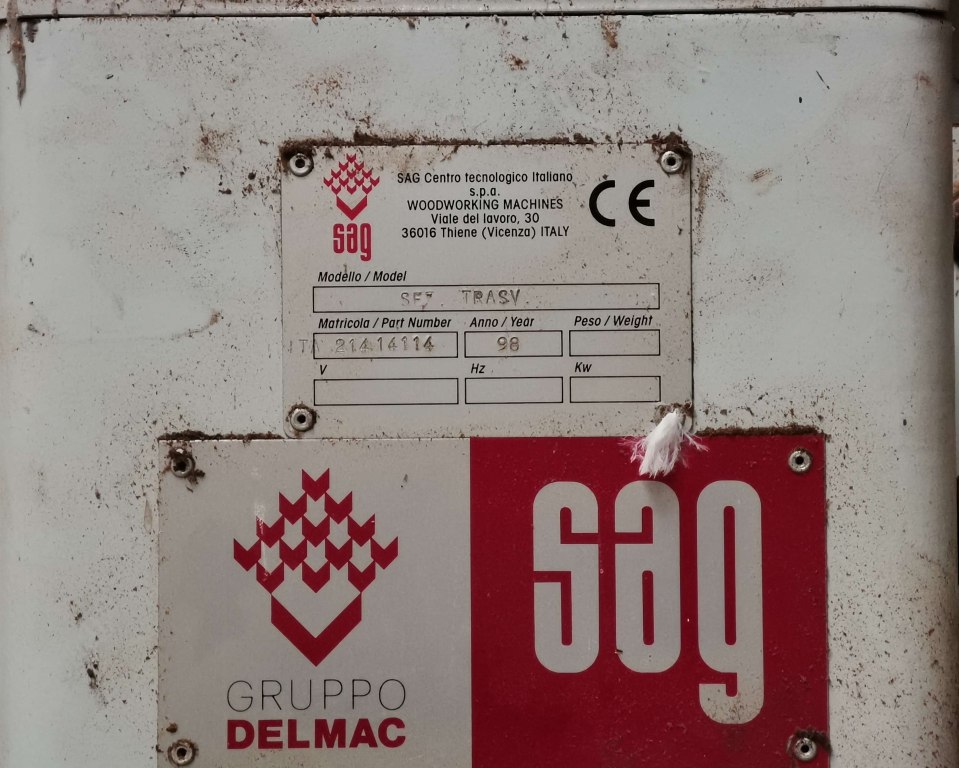 sag
SAG Centro tecnologico Italiano
s.p.a.
WOODWORKING MACHINES
Viale del lavoro, 30
36016 Thiene (Vicenza) ITALY
CE
Modello / Model
SEZ. TRASV.
Matricola / Part Number Anno / Year Peso / Weight
21414114 98
V Hz Kw
GRUPPO
DELMAC
sag